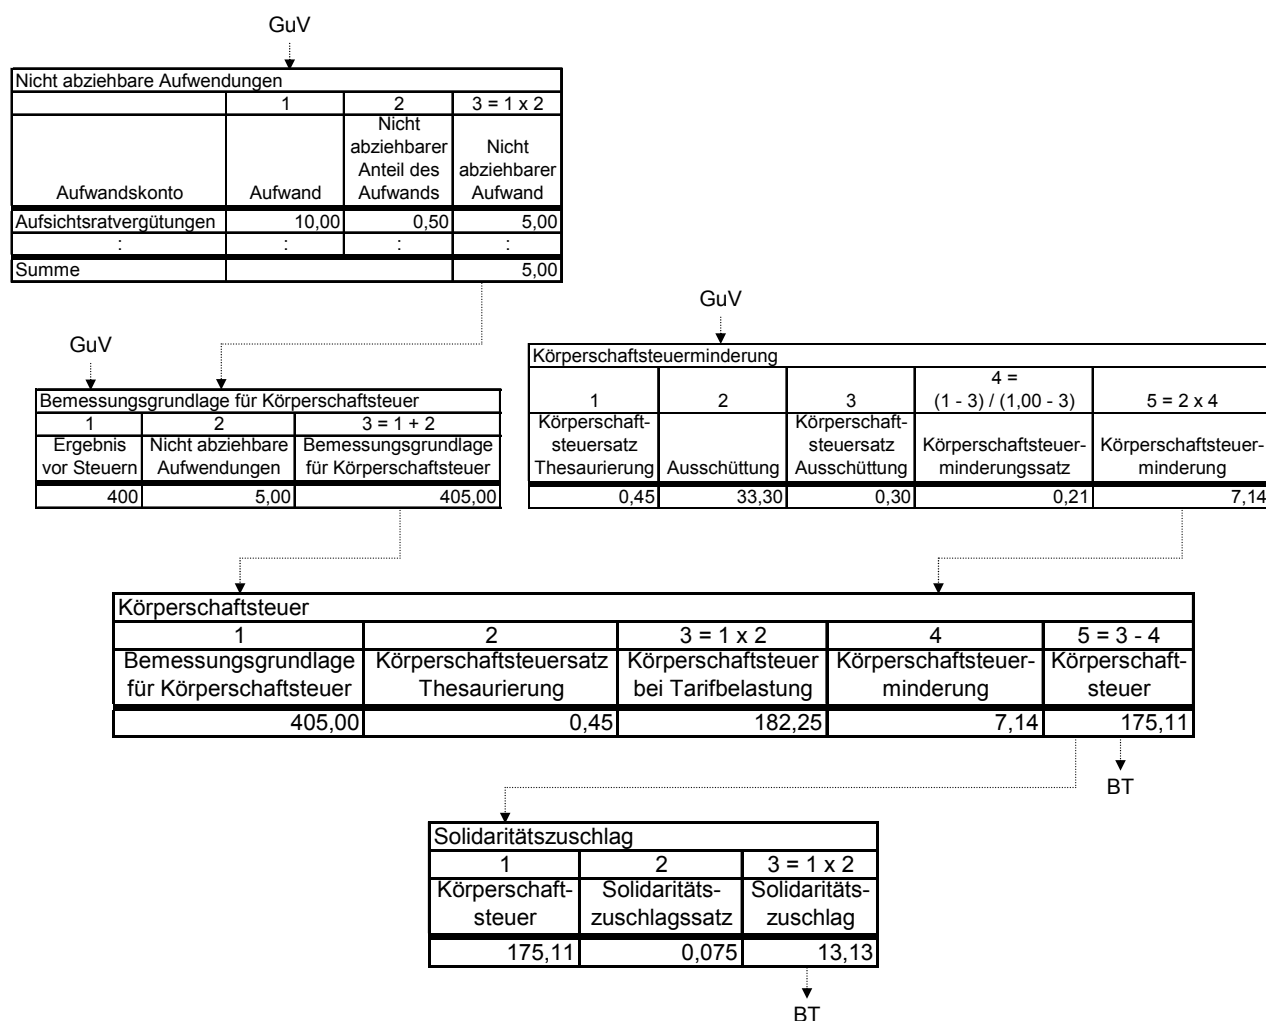 GuV
Nicht abziehbare Aufwendungen
1 2 3 = 1 x 2
Aufwandskonto Aufwand Nicht abziehbarer Anteil des Aufwands Nicht abziehbarer Aufwand
Aufsichtsratvergütungen 10,00 0,50 5,00
: : : :
Summe 5,00
GuV
Bemessungsgrundlage für Körperschaftsteuer
1 2 3 = 1 + 2
Ergebnis vor Steuern Nicht abziehbare Aufwendungen Bemessungsgrundlage für Körperschaftsteuer
400 5,00 405,00
GuV
Körperschaftsteuerminderung
1 2 3 4 = (1 - 3) / (1,00 - 3) 5 = 2 x 4
Körperschaft-steuersatz Thesaurierung Ausschüttung Körperschaft-steuersatz Ausschüttung Körperschaftsteuer-minderungssatz Körperschaftsteuer-minderung
0,45 33,30 0,30 0,21 7,14
Körperschaftsteuer
1 2 3 = 1 x 2 4 5 = 3 - 4
Bemessungsgrundlage für Körperschaftsteuer Körperschaftsteuersatz Thesaurierung Körperschaftsteuer bei Tarifbelastung Körperschaftsteuer-minderung Körperschaft-steuer
405,00 0,45 182,25 7,14 175,11
BT
Solidaritätszuschlag
1 2 3 = 1 x 2
Körperschaft-steuer Solidaritäts-zuschlagssatz Solidaritäts-zuschlag
175,11 0,075 13,13
BT